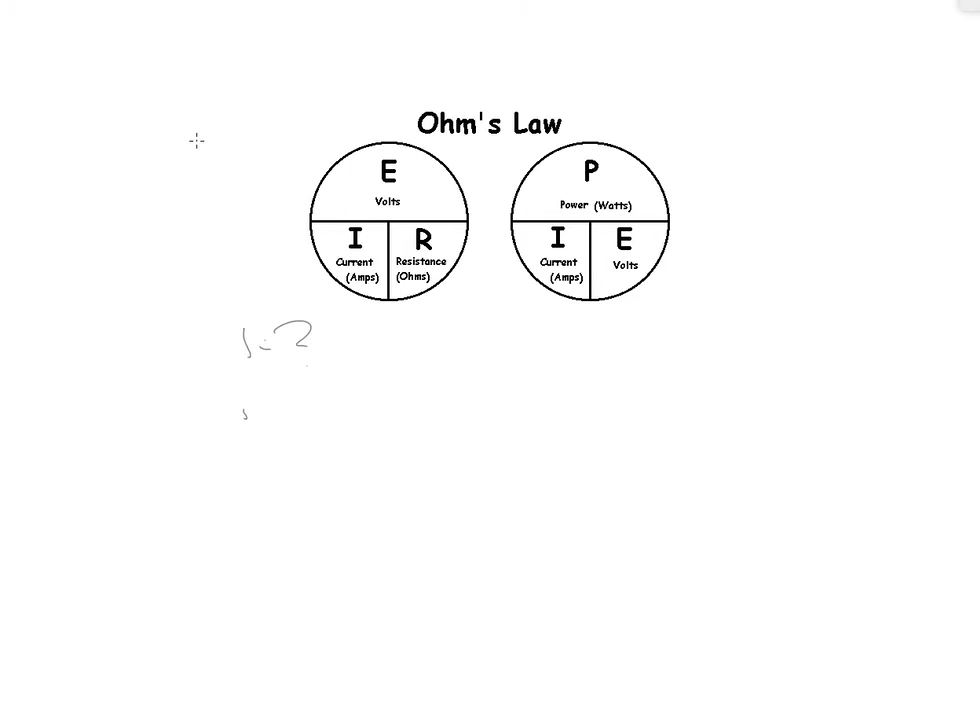 Ohm's Law
E
Volts
I
Current
(Amps)
R
Resistance
(Ohms)
P
Power (Watts)
I
Current
(Amps)
E
Volts